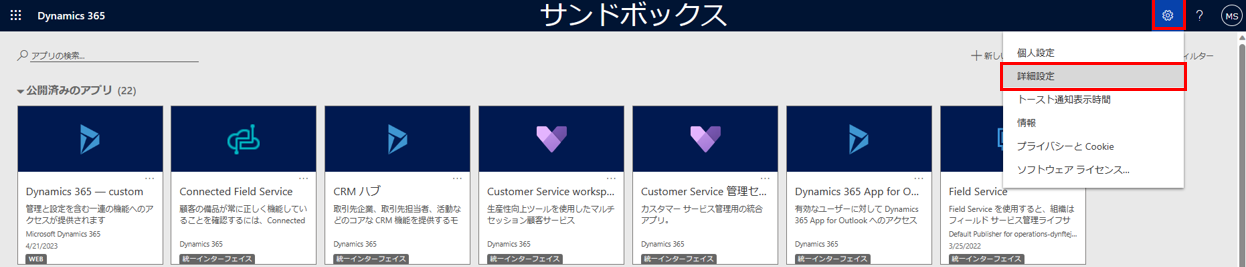 Dynamics 365
サンドボックス
?
MS
アプリの検索...
新し
ィルター
個人設定
詳細設定
トースト通知表示時間
情報
プライバシーと Cookie
ソフトウェア ライセンス...
公開済みのアプリ (22)
...
Dynamics 365 — custom
管理と設定を含む一連の機能へのア
クセスが提供されます
Microsoft Dynamics 365
4/21/2023
WEB
...
Connected Field Service
顧客の備品が常に正しく機能してい
ることを確認するには、Connected
Dynamics 365
統一インターフェイス
...
CRM ハブ
取引先企業、取引先担当者、活動な
どのコアな CRM 機能を提供するモ
Dynamics 365
統一インターフェイス
...
Customer Service worksp...
生産性向上ツールを使用したマルチ
セッション顧客サービス
Dynamics 365
統一インターフェイス
...
Customer Service 管理セ...
カスタマー サービス管理用の統合
アプリ。
Dynamics 365
統一インターフェイス
...
Dynamics 365 App for O...
有効なユーザーに対して Dynamics
365 App for Outlook へのアクセス
Dynamics 365
統一インターフェイス
...
Field Service
Field Service を使用すると、組織は
フィールド サービス管理ライフサ
Default Publisher for operations-dynftej...
3/25/2022
統一インターフェイス